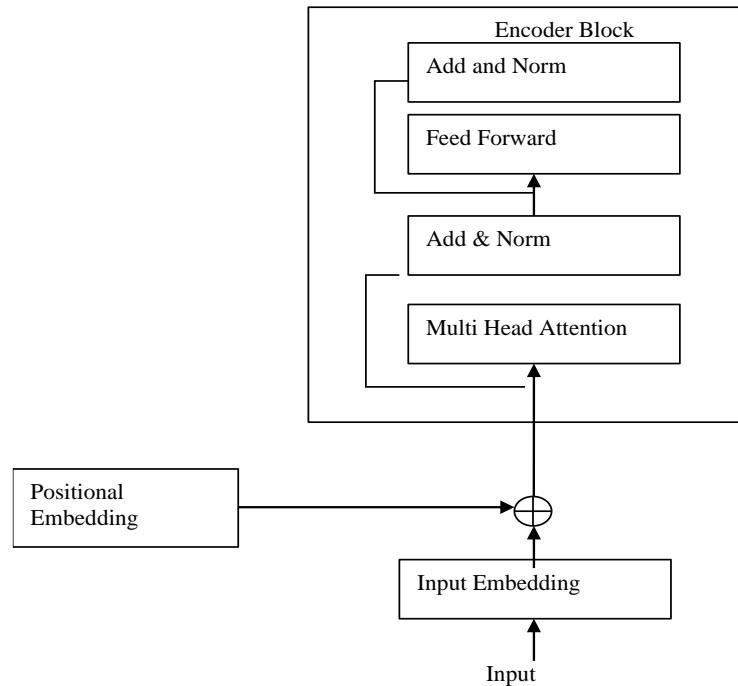 Encoder Block
Add and Norm
Feed Forward
Add & Norm
Multi Head Attention
Positional
Embedding
Input Embedding
Input